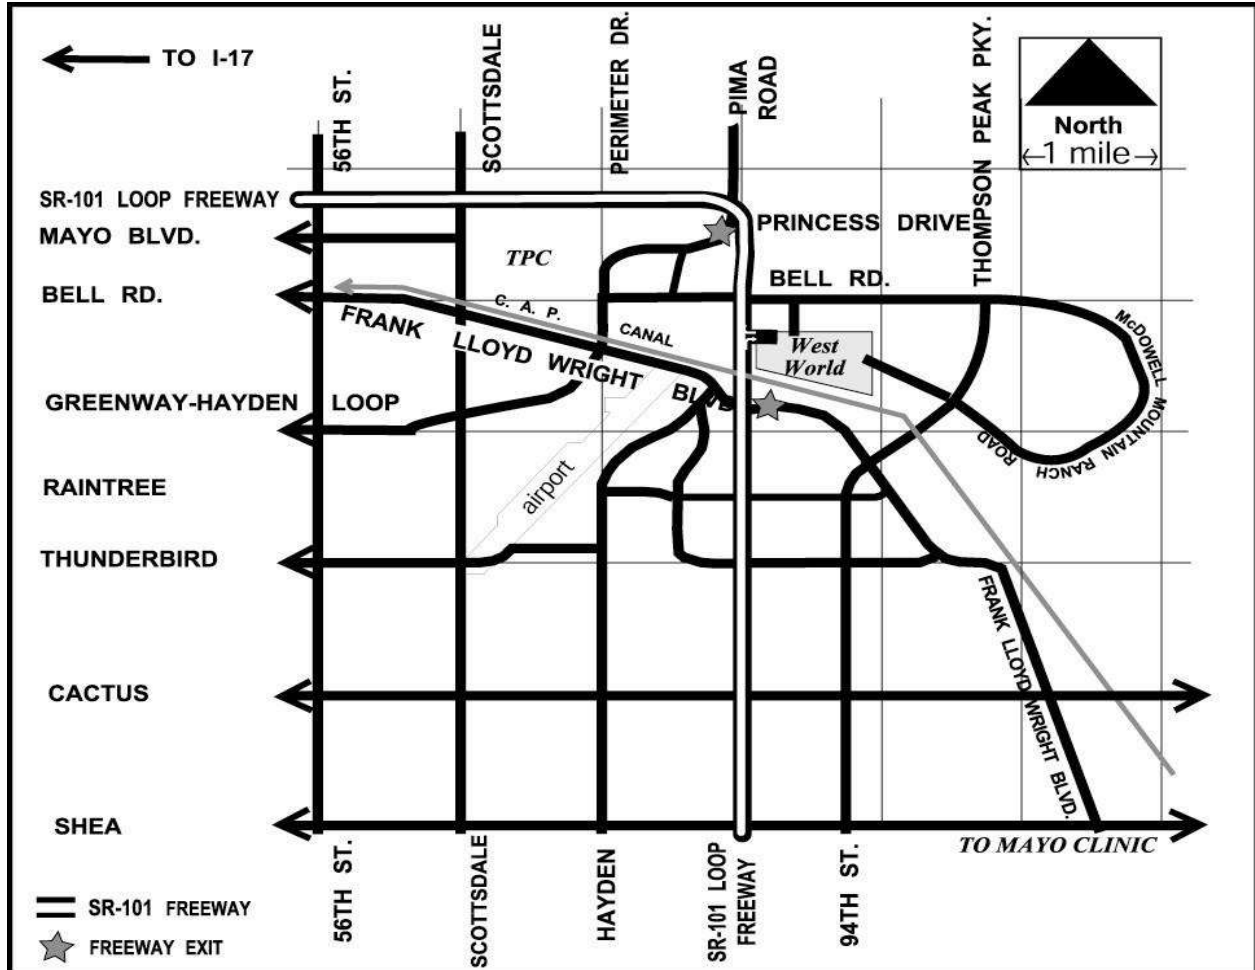 TO I-17
56TH ST.
SCOTTSDALE
PERIMETER DR.
PIMA
ROAD
THOMPSON PEAK PKY.
North
1 mile
SR-101 LOOP FREEWAY
MAYO BLVD.
BELL RD.
GREENWAY-HAYDEN LOOP
RAINTREE
THUNDERBIRD
CACTUS
SHEA
PRINCESS DRIVE
TPC
BELL RD.
C. A. P.
CANAL
FRANK LLOYD WRIGHT BLVD
West
World
McDOWELL MOUNTAIN RANCH
ROAD
airport
FRANK LLOYD WRIGHT BLVD.
TO MAYO CLINIC
56TH ST.
SCOTTSDALE
HAYDEN
SR-101 LOOP
FREEWAY
94TH ST.
SR-101 FREEWAY
FREEWAY EXIT